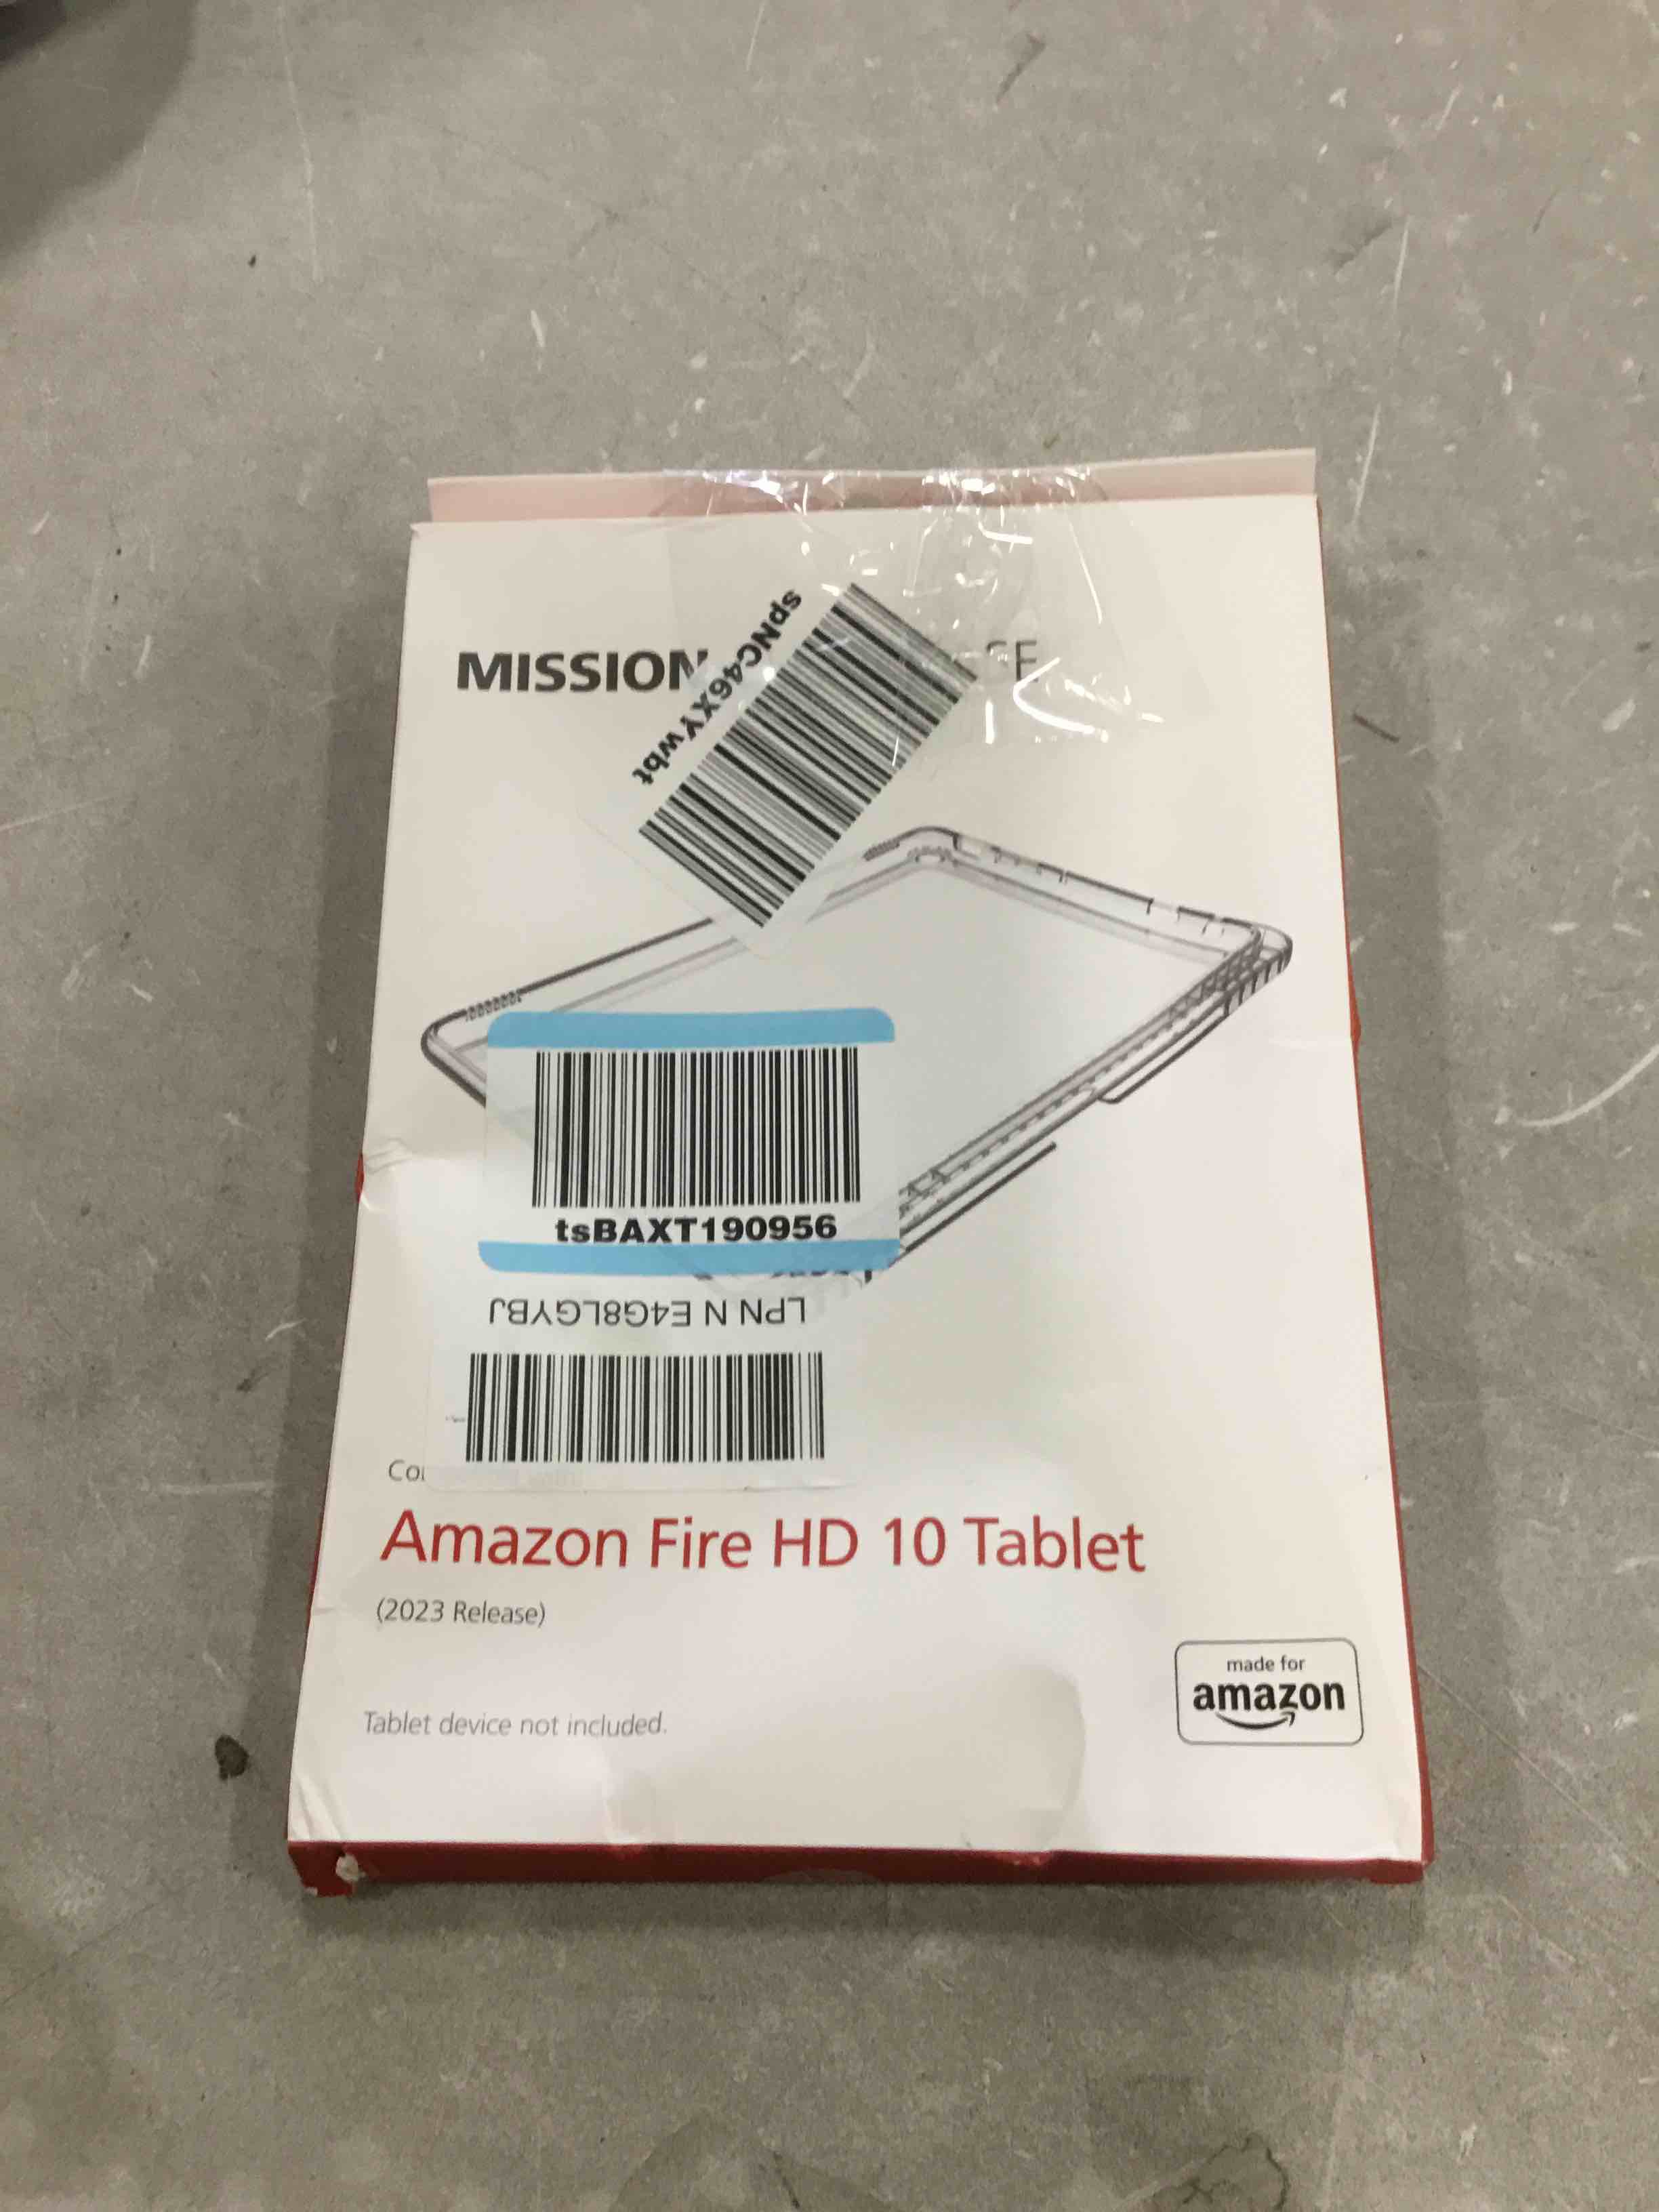 MISSION
spNC46XYwbt
tsBAXT190956
LPN N E4G8LGYBJ
Amazon Fire HD 10 Tablet
(2023 Release)
Tablet device not included.
made for
amazon